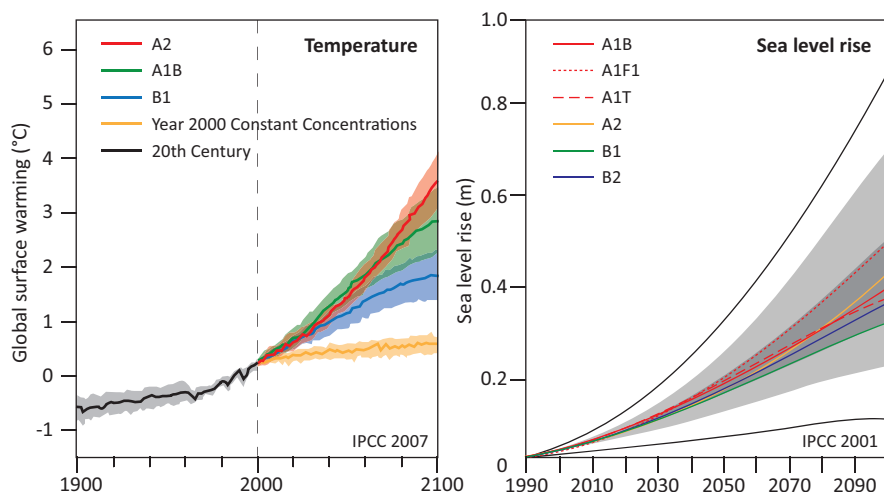 Temperature
A2
A1B
B1
Year 2000 Constant Concentrations
20th Century
Global surface warming (°C)
6
5
4
3
2
1
0
-1
IPCC 2007
1900
2000
2100
Sea level rise
A1B
A1F1
A1T
A2
B1
B2
Sea level rise (m)
1.0
0.8
0.6
0.4
0.2
0
IPCC 2001
1990
2010
2030
2050
2070
2090